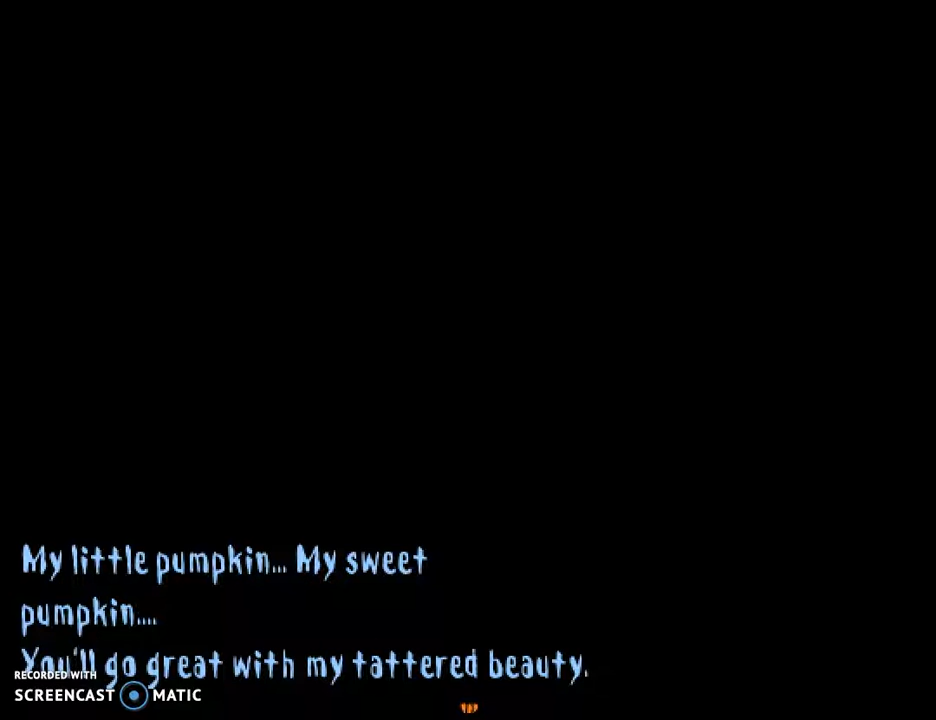 My little pumpkin... My sweet
pumpkin....
You'll go great with my tattered beauty.
RECORDED WITH
SCREENCAST MATIC